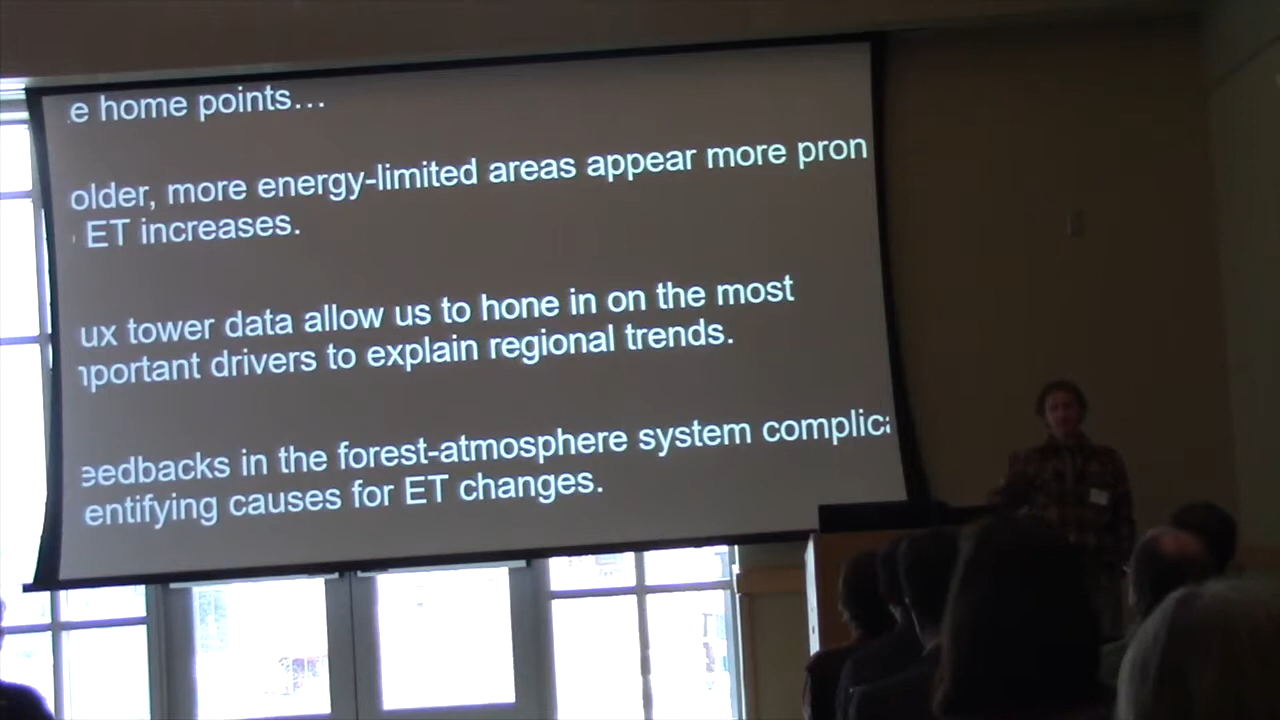 e home points…
older, more energy-limited areas appear more pron
ET increases.
ux tower data allow us to hone in on the most
mportant drivers to explain regional trends.
eedbacks in the forest-atmosphere system complica
entifying causes for ET changes.